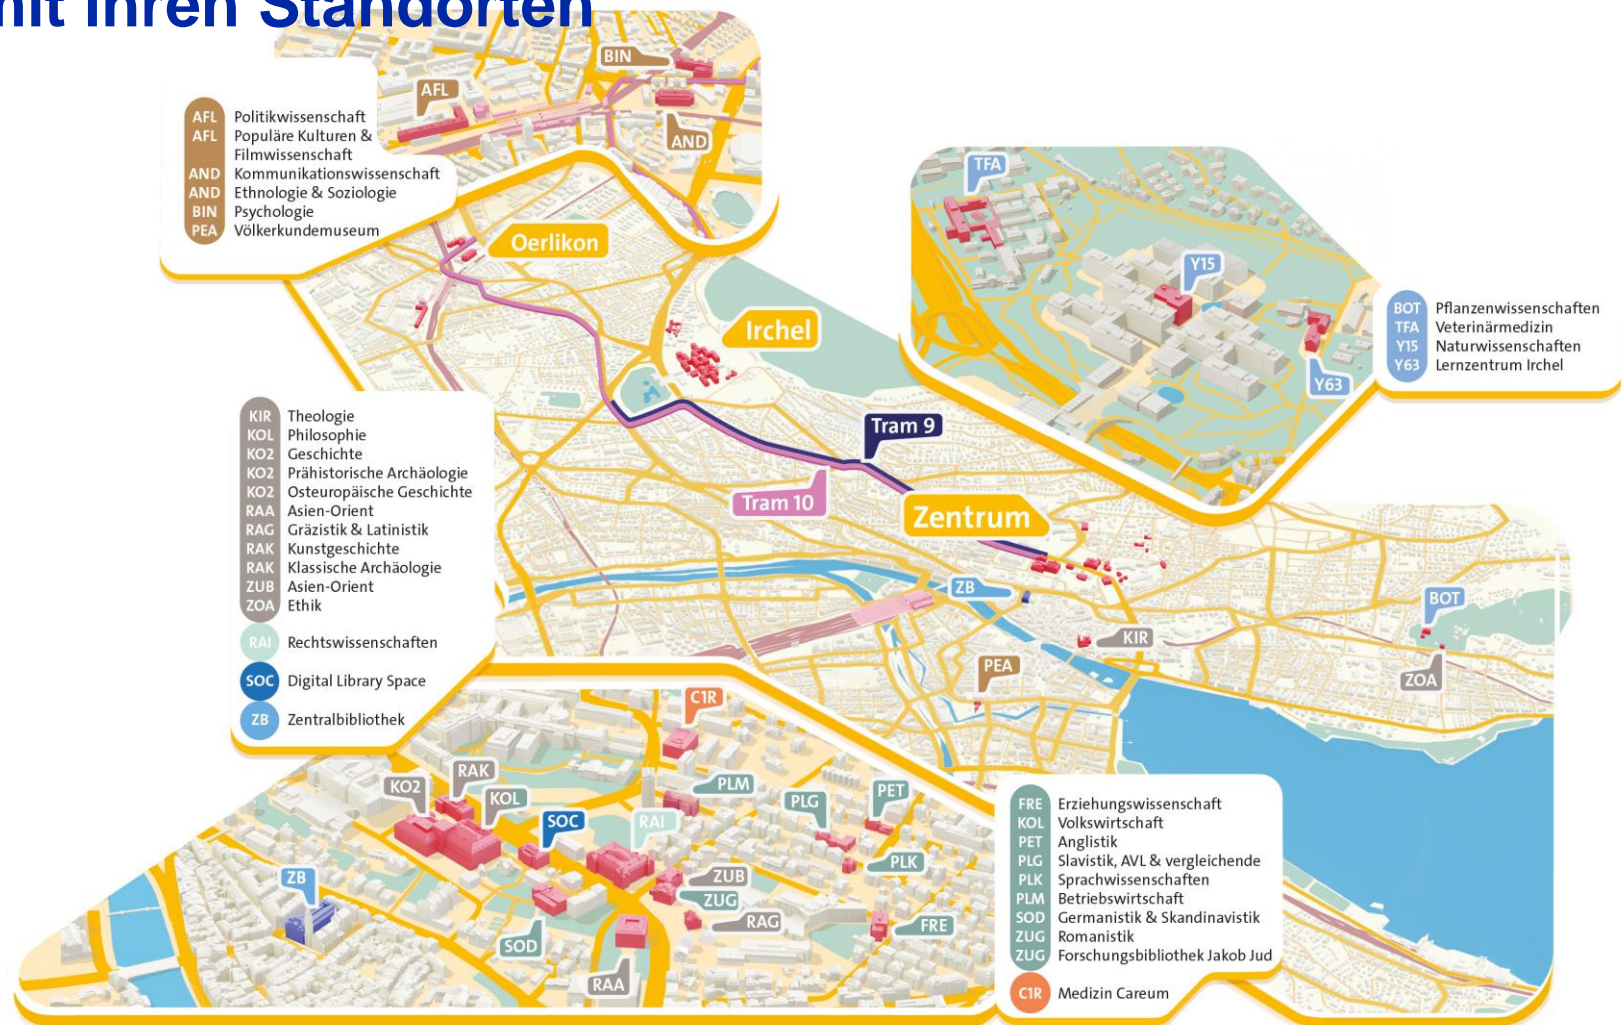 mit ihren Standorten
BIN
AFL
AND
AFL Politikwissenschaft
AFL Populäre Kulturen &
Filmwissenschaft
AND Kommunikationswissenschaft
AND Ethnologie & Soziologie
BIN Psychologie
PEA Völkerkundemuseum
Oerlikon
Irchel
TFA
Y15
Y63
BOT Pflanzenwissenschaften
TFA Veterinärmedizin
Y15 Naturwissenschaften
Y63 Lernzentrum Irchel
Tram 9
Tram 10
Zentrum
ZB
KIR
PEA
BOT
ZOA
KIR Theologie
KOL Philosophie
KO2 Geschichte
KO2 Prähistorische Archäologie
KO2 Osteuropäische Geschichte
RAA Asien-Orient
RAG Gräzistik & Latinistik
RAK Kunstgeschichte
RAK Klassische Archäologie
ZUB Asien-Orient
ZOA Ethik
RAI Rechtswissenschaften
SOC Digital Library Space
ZB Zentralbibliothek
C1R
RAK
KO2
KOL
PLM
PLG
PET
SOC
RAI
PLK
ZB
ZUB
ZUG
RAG
FRE
SOD
RAA
FRE Erziehungswissenschaft
KOL Volkswirtschaft
PET Anglistik
PLG Slavistik, AVL & vergleichende
PLK Sprachwissenschaften
PLM Betriebswirtschaft
SOD Germanistik & Skandinavistik
ZUG Romanistik
ZUG Forschungsbibliothek Jakob Jud
C1R Medizin Careum